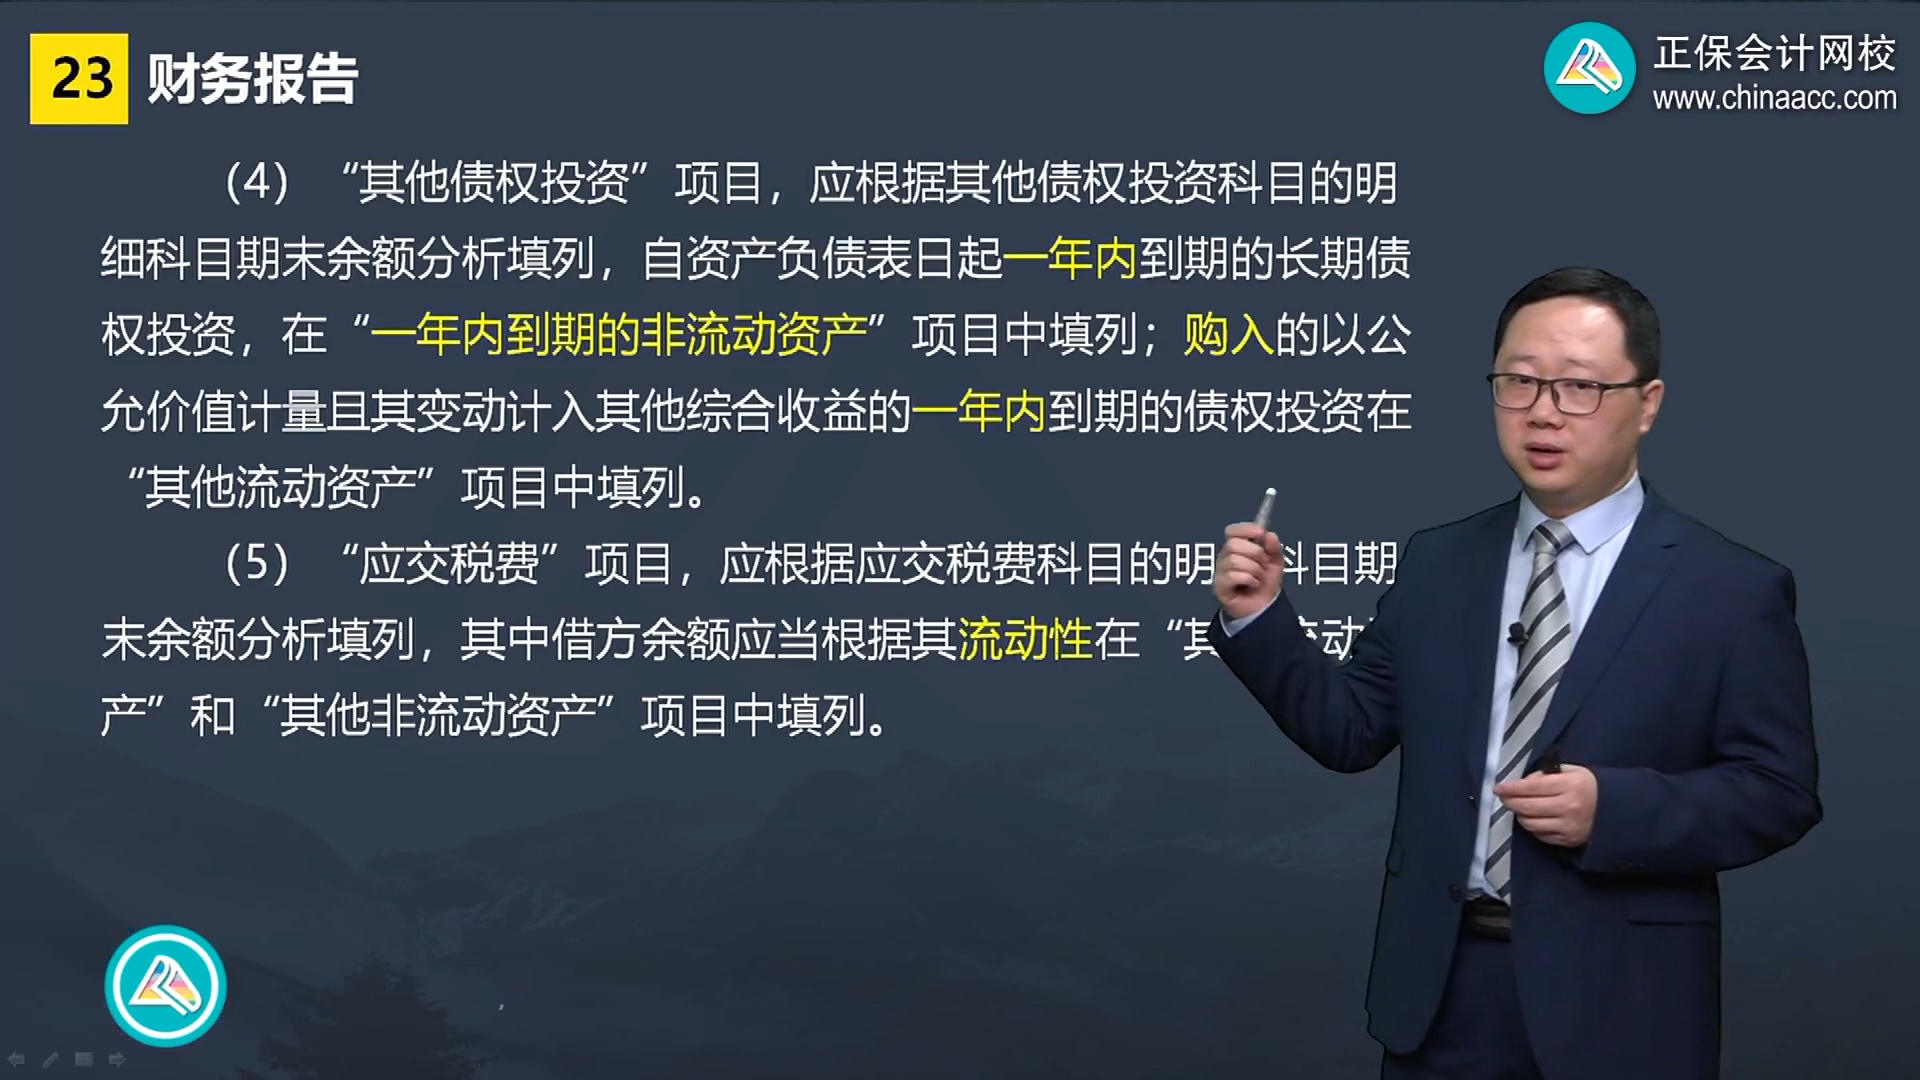 23 财务报告
正保会计网校
www.chinaacc.com
（4）“其他债权投资”项目，应根据其他债权投资科目的明
细科目期末余额分析填列，自资产负债表日起一年内到期的长期债
权投资，在“一年内到期的非流动资产”项目中填列；购入的以公
允价值计量且其变动计入其他综合收益的一年内到期的债权投资在
“其他流动资产”项目中填列。
（5）“应交税费”项目，应根据应交税费科目的明 科目期
末余额分析填列，其中借方余额应当根据其流动性在“其 动
产”和“其他非流动资产”项目中填列。